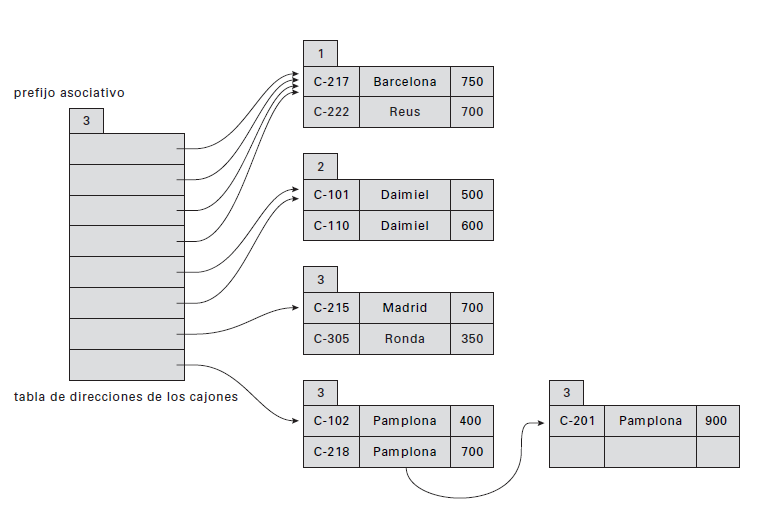 prefijo asociativo
3
tabla de direcciones de los cajones
1
C-217 Barcelona 750
C-222 Reus 700
2
C-101 Daimiel 500
C-110 Daimiel 600
3
C-215 Madrid 700
C-305 Ronda 350
3
C-102 Pamplona 400
C-218 Pamplona 700
3
C-201 Pamplona 900